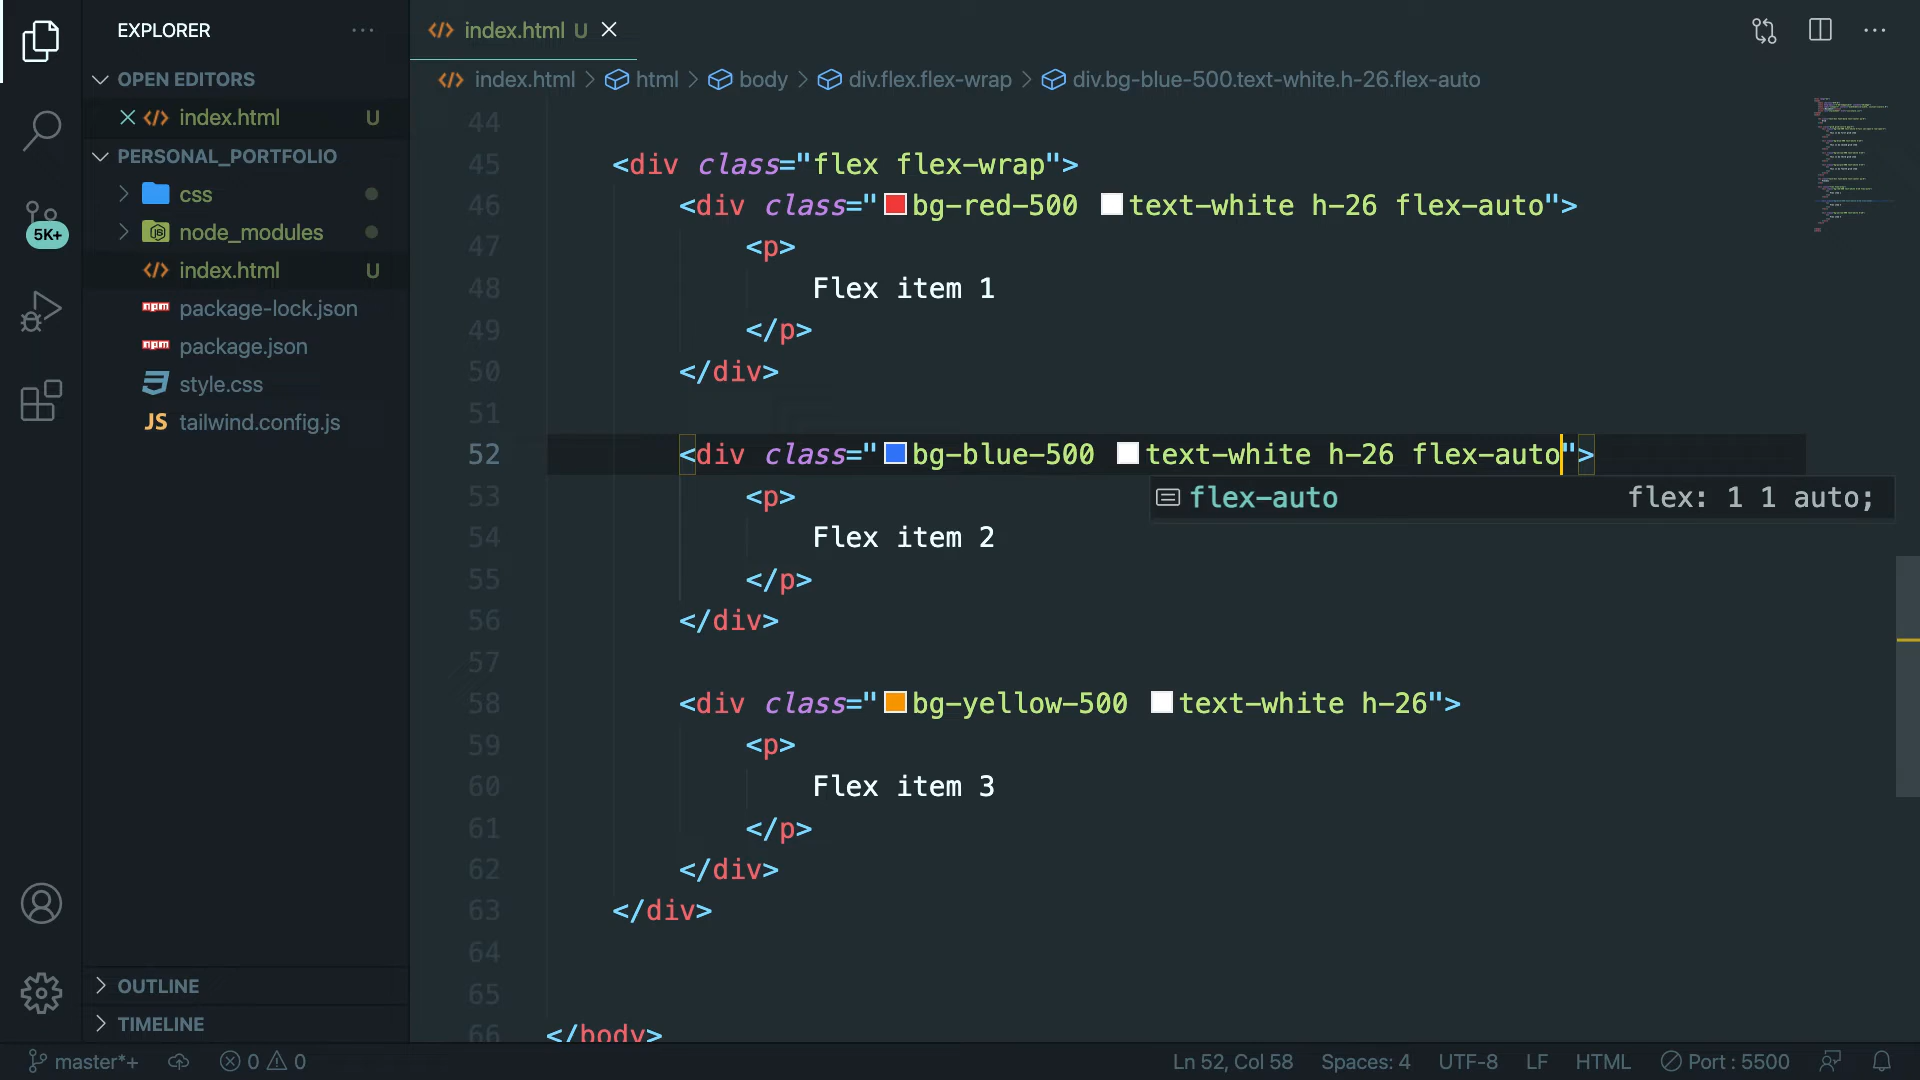 EXPLORER
OPEN EDITORS
index.html U
PERSONAL_PORTFOLIO
css
node_modules
index.html U
package-lock.json
package.json
style.css
JS tailwind.config.js
5K+
OUTLINE
TIMELINE
index.html U
index.html > html > body > div.flex.flex-wrap > div.bg-blue-500.text-white.h-26.flex-auto
44
45 <div class="flex flex-wrap">
46 <div class="bg-red-500 text-white h-26 flex-auto">
47 <p>
48 Flex item 1
49 </p>
50 </div>
51
52 <div class="bg-blue-500 text-white h-26 flex-auto">
flex-auto flex: 1 1 auto;
53 <p>
54 Flex item 2
55 </p>
56 </div>
57
58 <div class="bg-yellow-500 text-white h-26">
59 <p>
60 Flex item 3
61 </p>
62 </div>
63 </div>
64
65
66 </body>
master*+ 0 0 Ln 52, Col 58 Spaces: 4 UTF-8 LF HTML Port : 5500